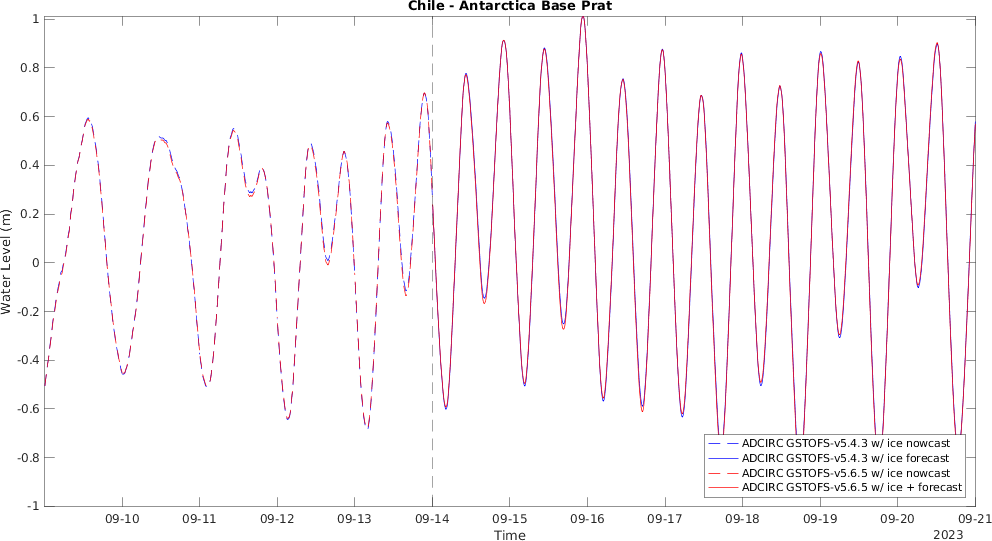 Chile - Antarctica Base Prat
1
0.8
0.6
0.4
0.2
0
-0.2
-0.4
-0.6
-0.8
-1
Water Level (m)
ADCIRC GSTOFS-v5.4.3 w/ ice nowcast
ADCIRC GSTOFS-v5.4.3 w/ ice forecast
ADCIRC GSTOFS-v5.6.5 w/ ice nowcast
ADCIRC GSTOFS-v5.6.5 w/ ice + forecast
09-10 09-11 09-12 09-13 09-14 09-15 09-16 09-17 09-18 09-19 09-20 09-21
Time
2023